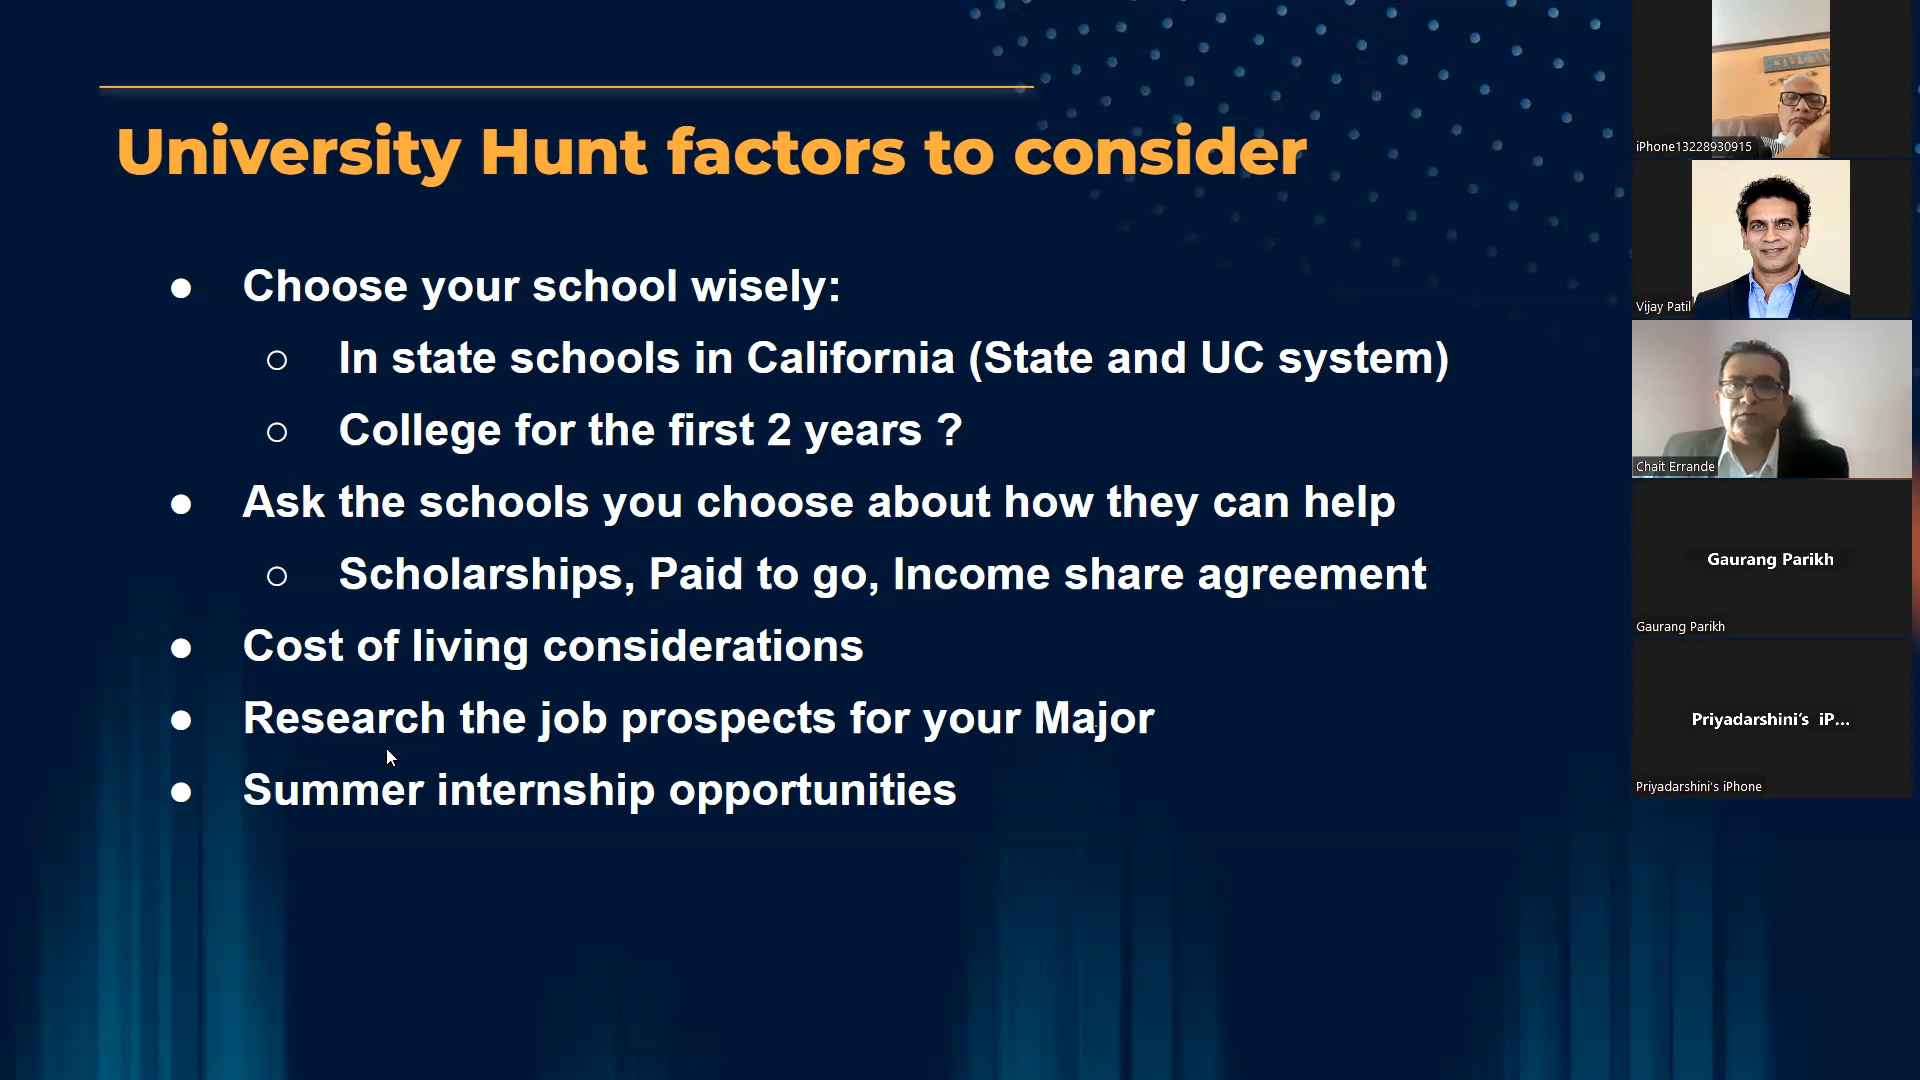 University Hunt factors to consider
● Choose your school wisely:
○ In state schools in California (State and UC system)
○ College for the first 2 years ?
● Ask the schools you choose about how they can help
○ Scholarships, Paid to go, Income share agreement
● Cost of living considerations
● Research the job prospects for your Major
● Summer internship opportunities
iPhone13228930915
Vijay Patil
Chait Errande
Gaurang Parikh
Gaurang Parikh
Priyadarshini's iP...
Priyadarshini's iPhone